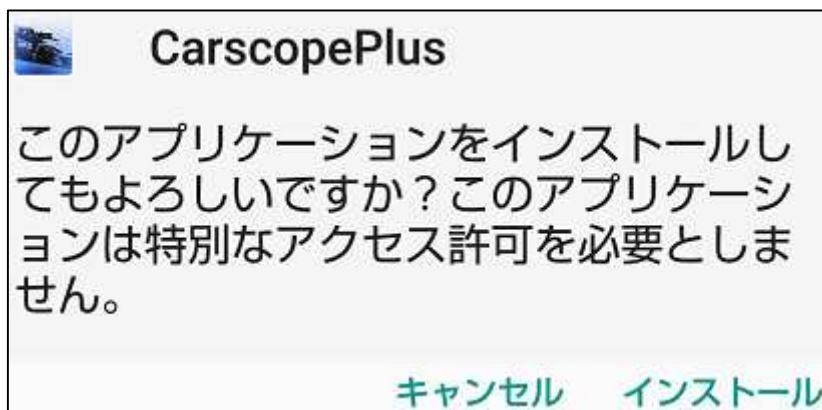 CarscopePlus
このアプリケーションをインストールし
てもよろしいですか？このアプリケーシ
ョンは特別なアクセス許可を必要としま
せん。
キャンセル　インストール